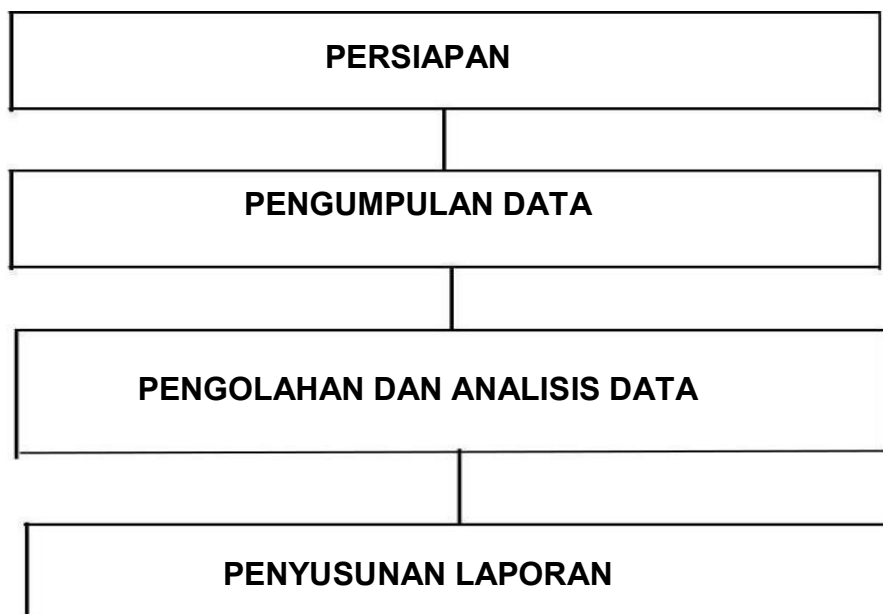 PERSIAPAN
PENGUMPULAN DATA
PENGOLAHAN DAN ANALISIS DATA
PENYUSUNAN LAPORAN